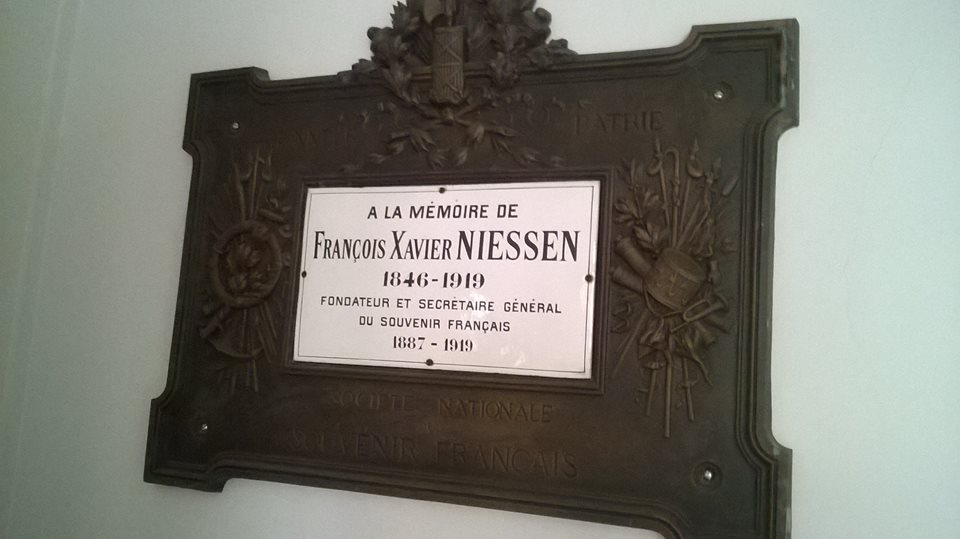 PATRIE
A LA MÉMOIRE DE
FRANÇOIS XAVIER NIESSEN
1846-1919
FONDATEUR ET SECRÉTAIRE GÉNÉRAL
DU SOUVENIR FRANÇAIS
1887 - 1919
SOCIETE NATIONALE
SOUVENIR FRANÇAIS